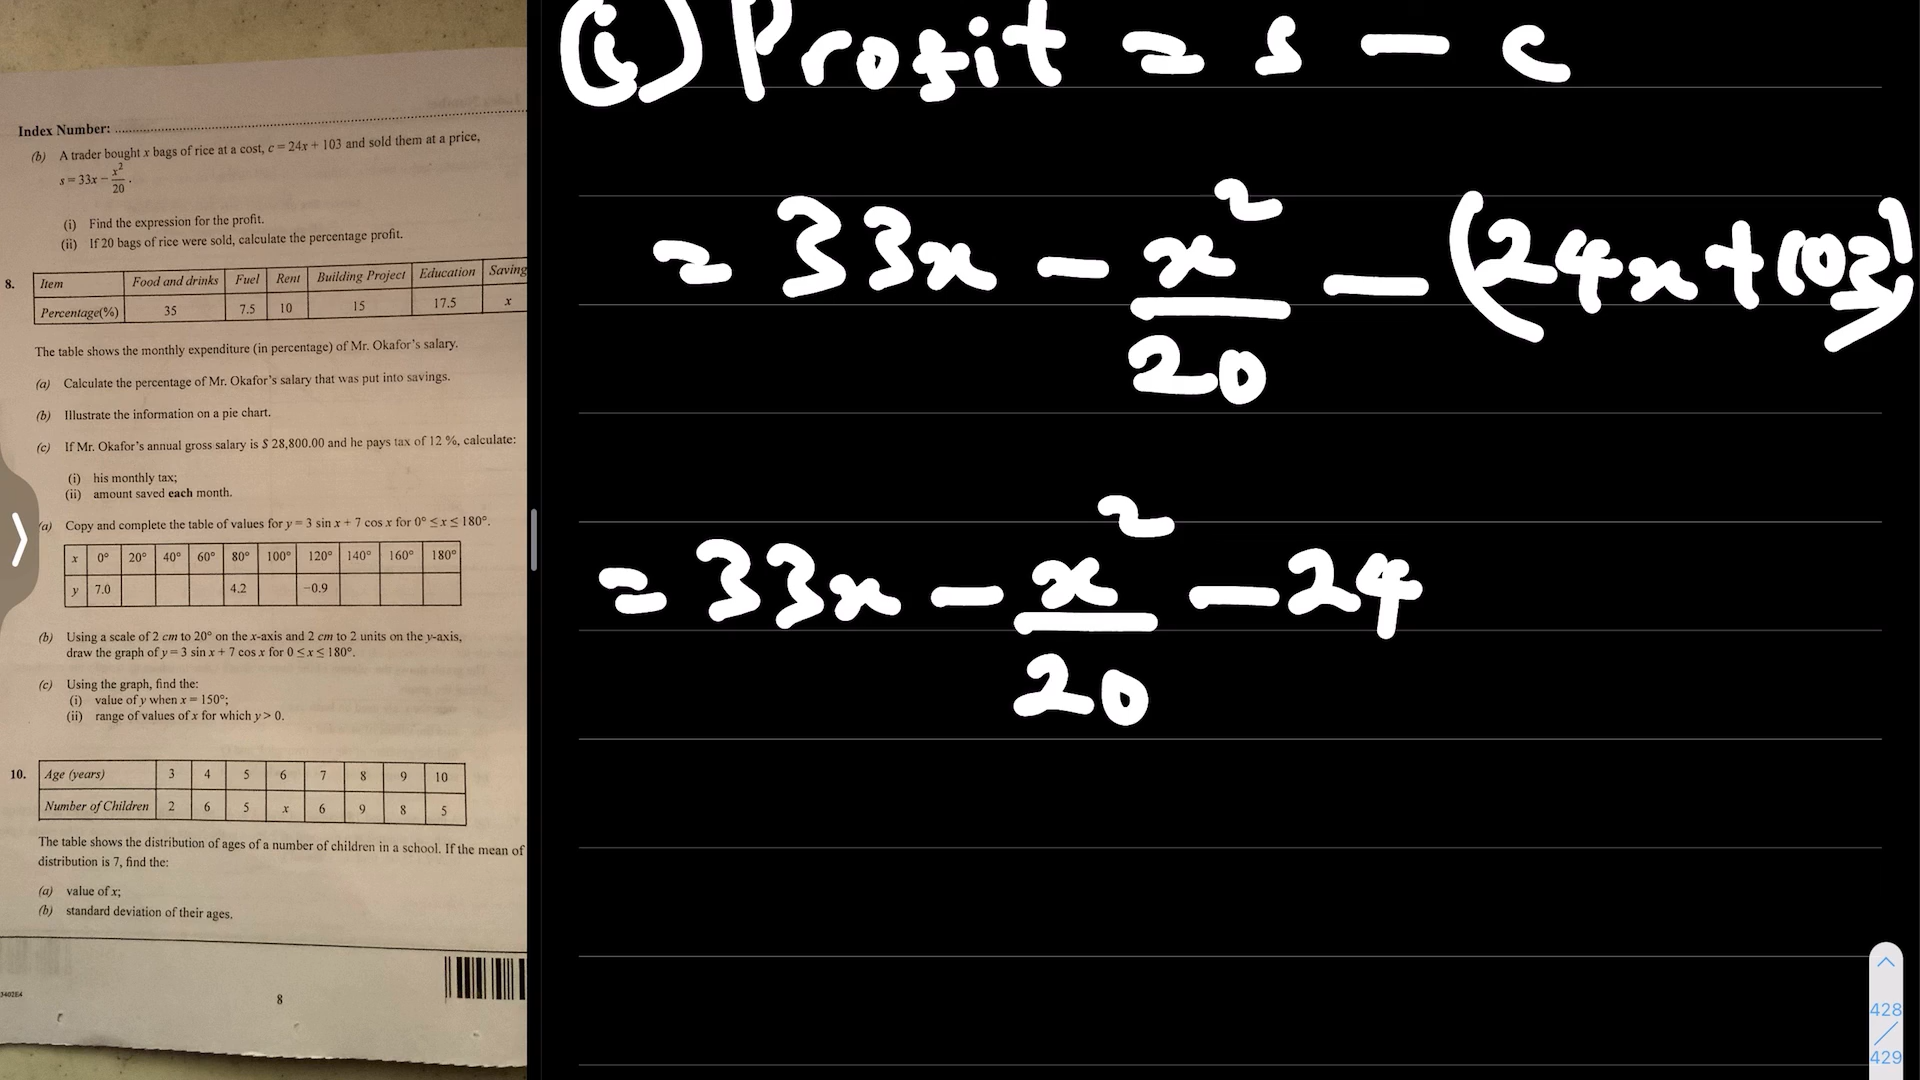 Index Number: ........................
(b) A trader bought x bags of rice at a cost, c = 24x + 103 and sold them at a price,
s = 33x − x²/20 .
(i) Find the expression for the profit.
(ii) If 20 bags of rice were sold, calculate the percentage profit.
8. Item Food and drinks Fuel Rent Building Project Education Saving
Percentage(%) 35 7.5 10 15 17.5 x
The table shows the monthly expenditure (in percentage) of Mr. Okafor's salary.
(a) Calculate the percentage of Mr. Okafor's salary that was put into savings.
(b) Illustrate the information on a pie chart.
(c) If Mr. Okafor's annual gross salary is $ 28,800.00 and he pays tax of 12 %, calculate:
(i) his monthly tax;
(ii) amount saved each month.
(a) Copy and complete the table of values for y = 3 sin x + 7 cos x for 0° ≤ x ≤ 180°.
x 0° 20° 40° 60° 80° 100° 120° 140° 160° 180°
y 7.0 4.2 −0.9
(b) Using a scale of 2 cm to 20° on the x-axis and 2 cm to 2 units on the y-axis,
draw the graph of y = 3 sin x + 7 cos x for 0 ≤ x ≤ 180°.
(c) Using the graph, find the:
(i) value of y when x = 150°;
(ii) range of values of x for which y > 0.
10. Age (years) 3 4 5 6 7 8 9 10
Number of Children 2 6 5 x 6 9 8 5
The table shows the distribution of ages of a number of children in a school. If the mean of
distribution is 7, find the:
(a) value of x;
(b) standard deviation of their ages.
8
(i) Profit = s − c
= 33x − x²/20 − (24x + 103)
= 33x − x²/20 − 24
428
/
429